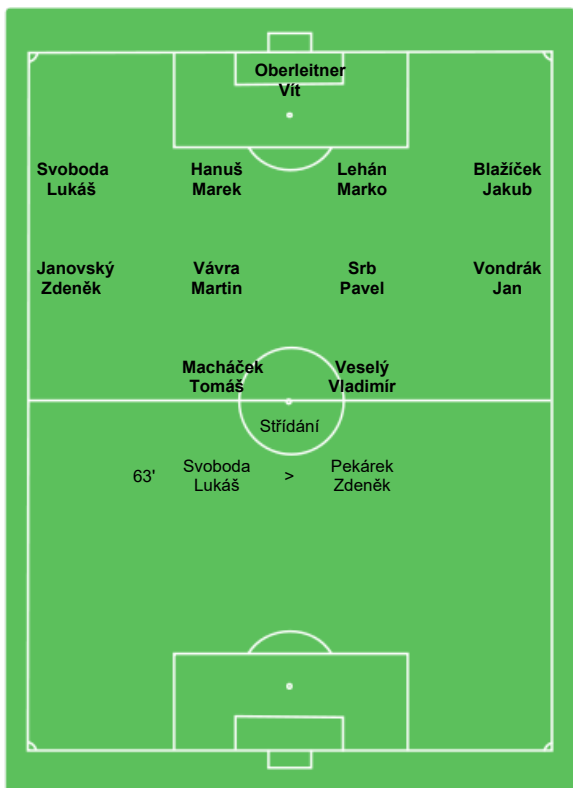 Oberleitner
Vít
Svoboda Hanuš Lehán Blažíček
Lukáš Marek Marko Jakub
Janovský Vávra Srb Vondrák
Zdeněk Martin Pavel Jan
Macháček Veselý
Tomáš Vladimír
Střídání
63' Svoboda Lukáš > Pekárek Zdeněk